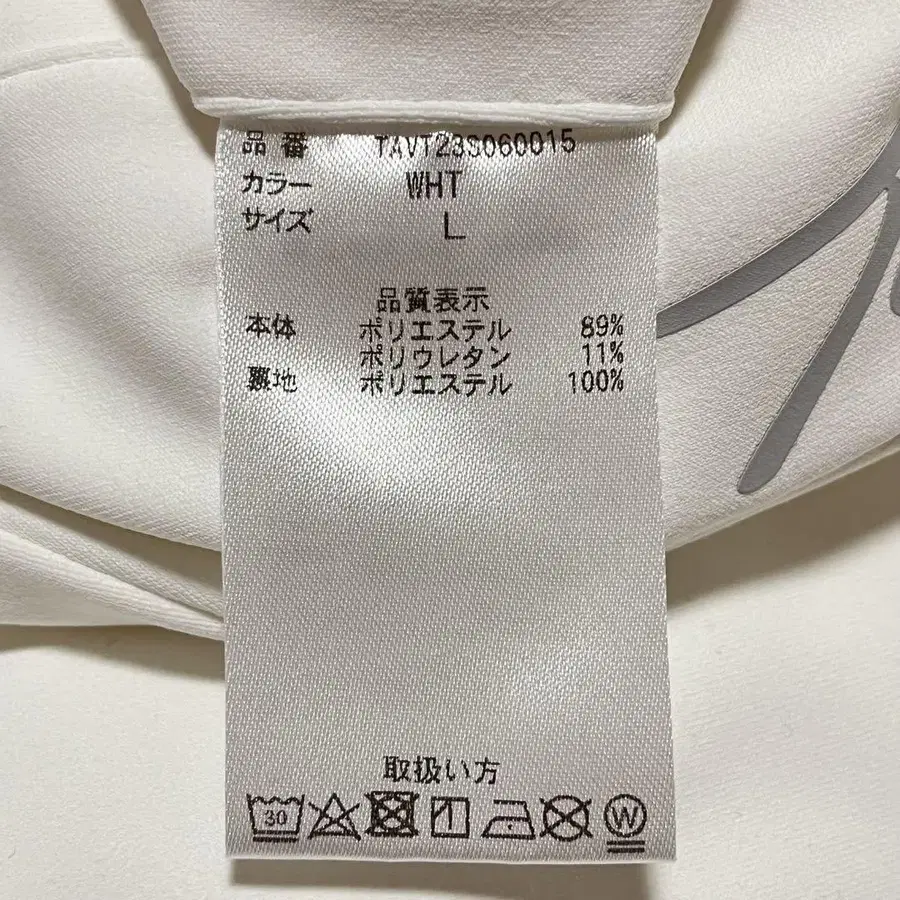 品番 TAVT23S060015
カラー WHT
サイズ L
品質表示
本体 ポリエステル 89%
ポリウレタン 11%
裏地 ポリエステル 100%
取扱い方
30 W